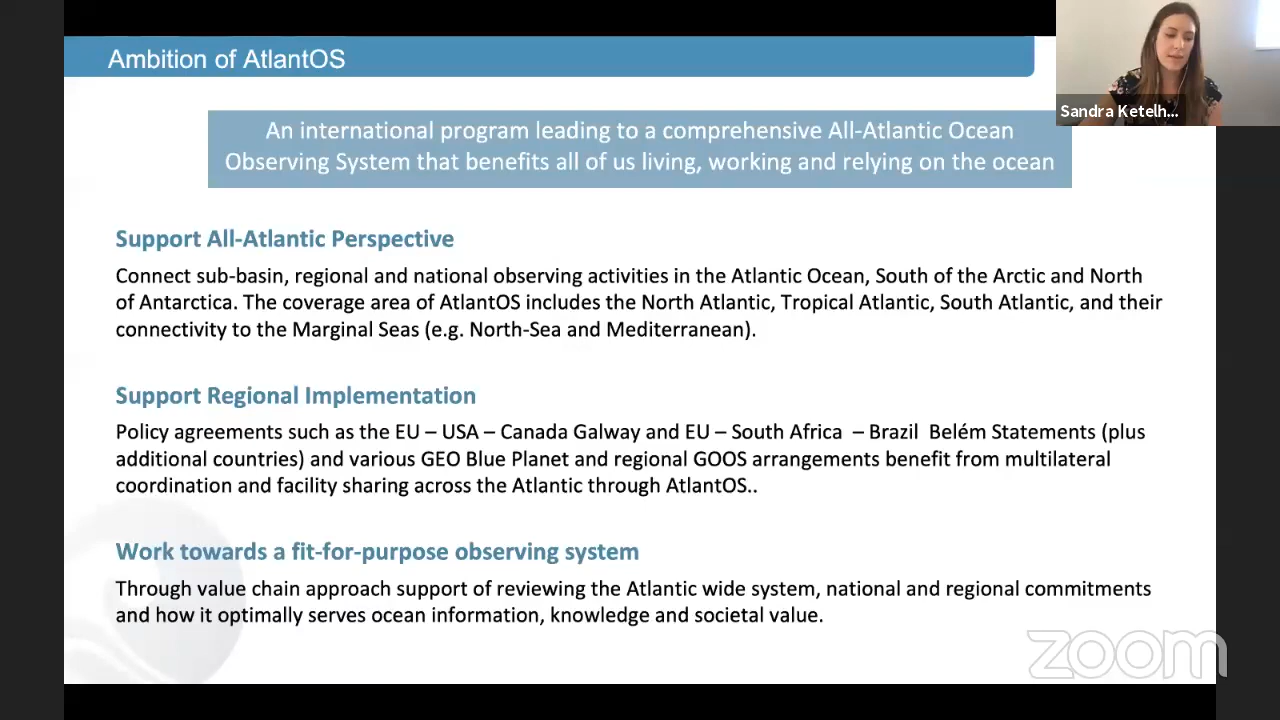 Ambition of AtlantOS
Sandra Ketelh...
An international program leading to a comprehensive All-Atlantic Ocean
Observing System that benefits all of us living, working and relying on the ocean
Support All-Atlantic Perspective
Connect sub-basin, regional and national observing activities in the Atlantic Ocean, South of the Arctic and North
of Antarctica. The coverage area of AtlantOS includes the North Atlantic, Tropical Atlantic, South Atlantic, and their
connectivity to the Marginal Seas (e.g. North-Sea and Mediterranean).
Support Regional Implementation
Policy agreements such as the EU – USA – Canada Galway and EU – South Africa – Brazil Belém Statements (plus
additional countries) and various GEO Blue Planet and regional GOOS arrangements benefit from multilateral
coordination and facility sharing across the Atlantic through AtlantOS..
Work towards a fit-for-purpose observing system
Through value chain approach support of reviewing the Atlantic wide system, national and regional commitments
and how it optimally serves ocean information, knowledge and societal value.
zoom